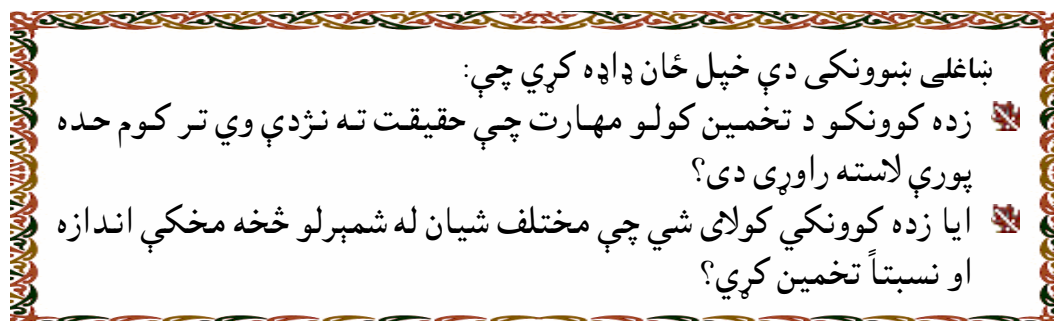 ښاغلی ښوونکی دې خپل ځان ډاډه کړي چې:
زده کوونکو د تخمین کولو مهارت چې حقیقت ته نژدې وي تر کوم حده
پورې لاسته راوړی دی؟
ایا زده کوونکي کولای شي چې مختلف شیان له شمېرلو څخه مخکې اندازه
او نسبتاً تخمین کړي؟